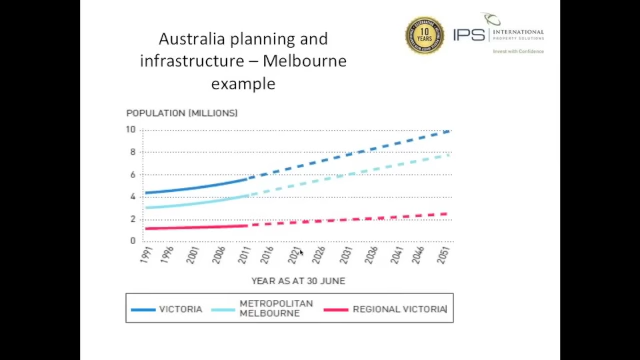 Australia planning and
infrastructure – Melbourne
example
10
YEARS
IPS
INTERNATIONAL
PROPERTY SOLUTIONS
Invest with Confidence
POPULATION (MILLIONS)
10
8
6
4
2
0
1991
1996
2001
2006
2011
2016
2021
2026
2031
2036
2041
2046
2051
YEAR AS AT 30 JUNE
VICTORIA
METROPOLITAN
MELBOURNE
REGIONAL VICTORIA